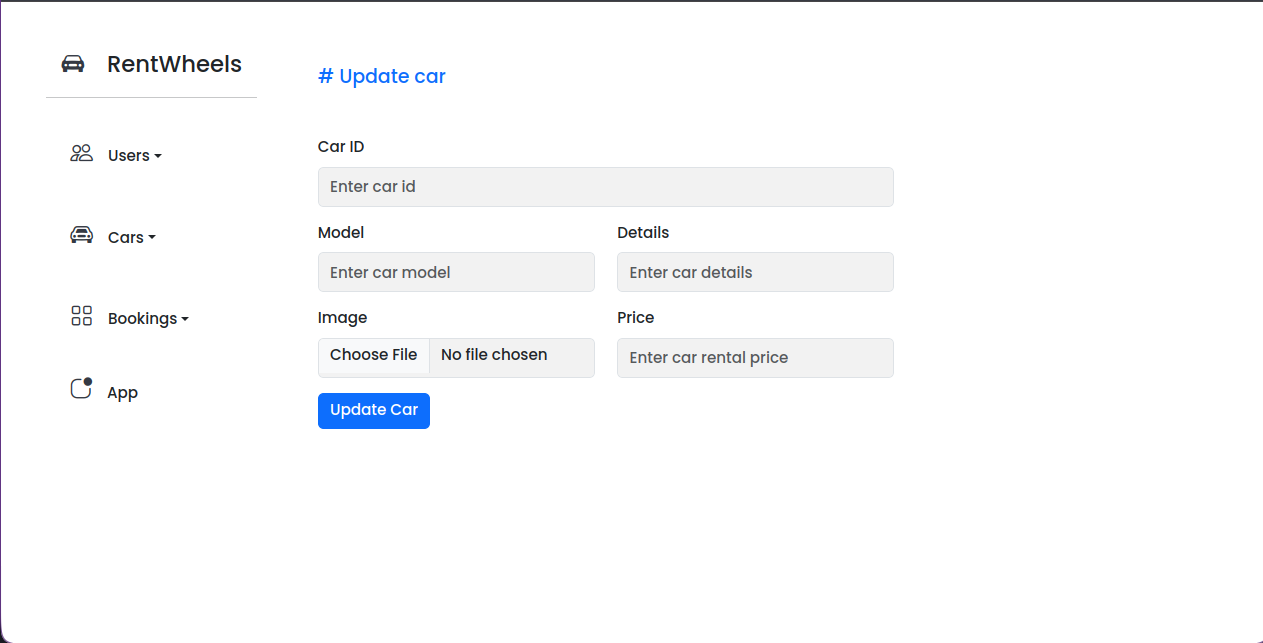 RentWheels
# Update car
Users
Cars
Bookings
App
Car ID
Enter car id
Model
Details
Enter car model
Enter car details
Image
Price
Choose File No file chosen
Enter car rental price
Update Car